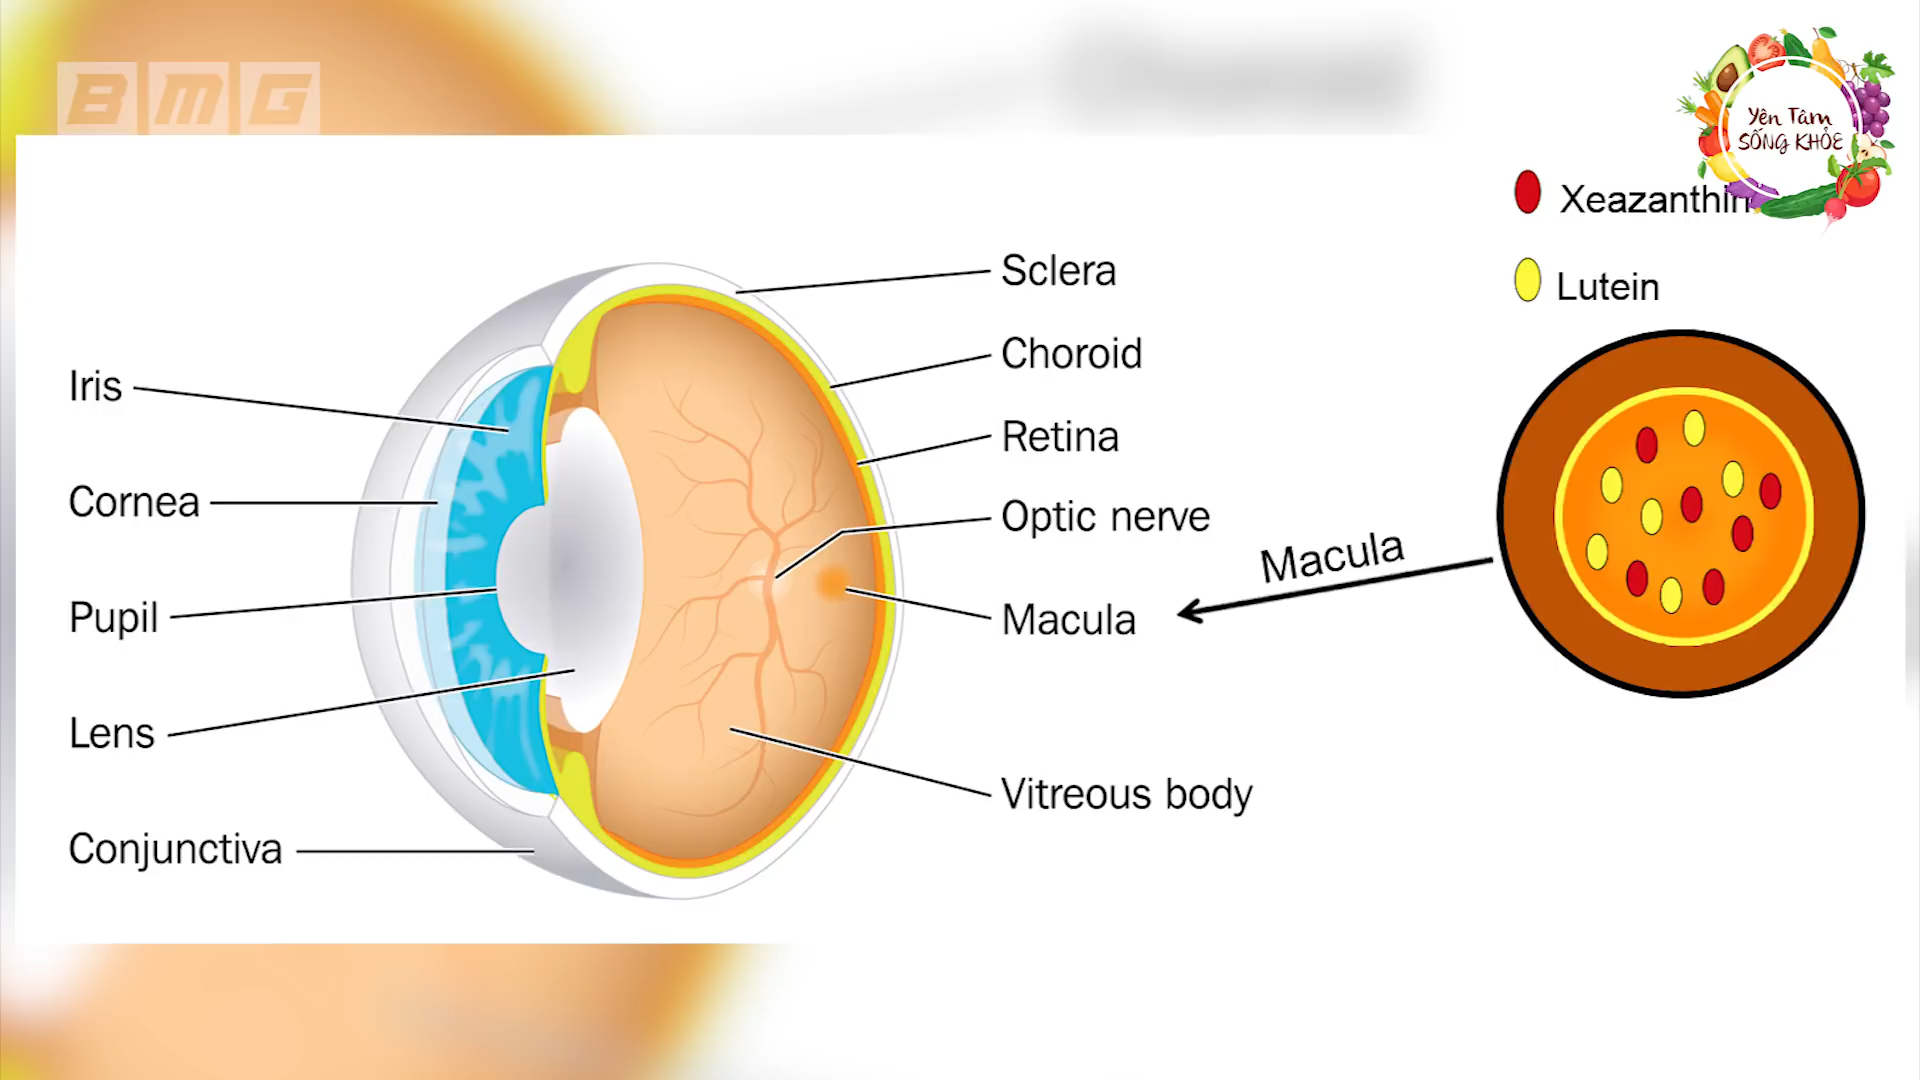 BMG
Yên Tâm
SỐNG KHỎE
Xeazanthin
Lutein
Sclera
Choroid
Retina
Optic nerve
Macula
Vitreous body
Iris
Cornea
Pupil
Lens
Conjunctiva
Macula